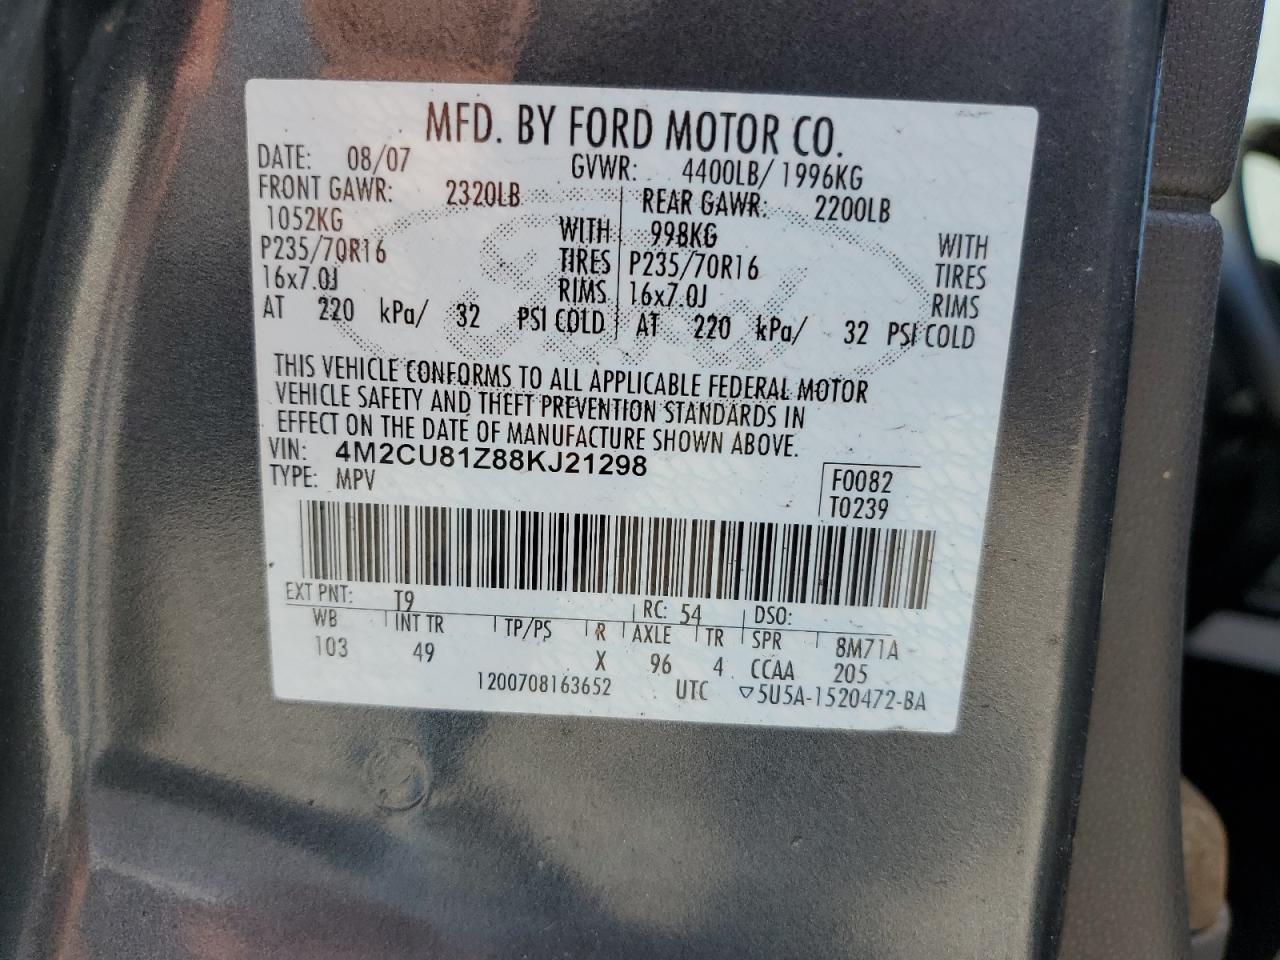 MFD. BY FORD MOTOR CO.
DATE: 08/07 GVWR: 4400LB/ 1996KG
FRONT GAWR: 2320LB REAR GAWR: 2200LB
1052KG WITH 998KG WITH
P235/70R16 TIRES P235/70R16 TIRES
16x7.0J RIMS 16x7.0J RIMS
AT 220 kPa/ 32 PSI COLD AT 220 kPa/ 32 PSI COLD
THIS VEHICLE CONFORMS TO ALL APPLICABLE FEDERAL MOTOR
VEHICLE SAFETY AND THEFT PREVENTION STANDARDS IN
EFFECT ON THE DATE OF MANUFACTURE SHOWN ABOVE.
VIN: 4M2CU81Z88KJ21298
TYPE: MPV F0082
T0239
EXT PNT: T9 RC: 54 DSO:
WB INT TR TP/PS R AXLE TR SPR 8M71A
103 49 X 96 4 CCAA 205
1200708163652 UTC ▽5U5A-1520472-BA